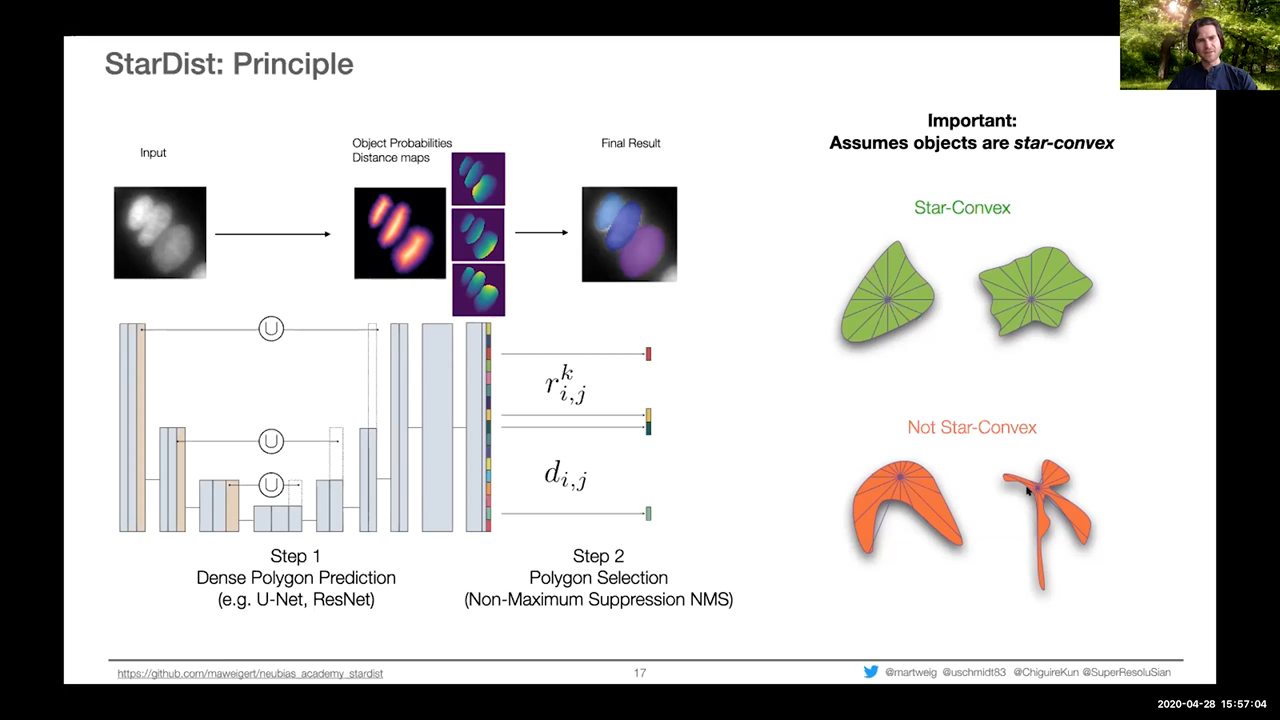 StarDist: Principle
Input
Object Probabilities
Distance maps
Final Result
Important:
Assumes objects are star-convex
Star-Convex
Not Star-Convex
U
U
U
r^k_{i,j}
d_{i,j}
Step 1
Dense Polygon Prediction
(e.g. U-Net, ResNet)
Step 2
Polygon Selection
(Non-Maximum Suppression NMS)
https://github.com/maweigert/neubias_academy_stardist
17
@martweig @uschmidt83 @ChiguireKun @SuperResoluSian
2020-04-28 15:57:04